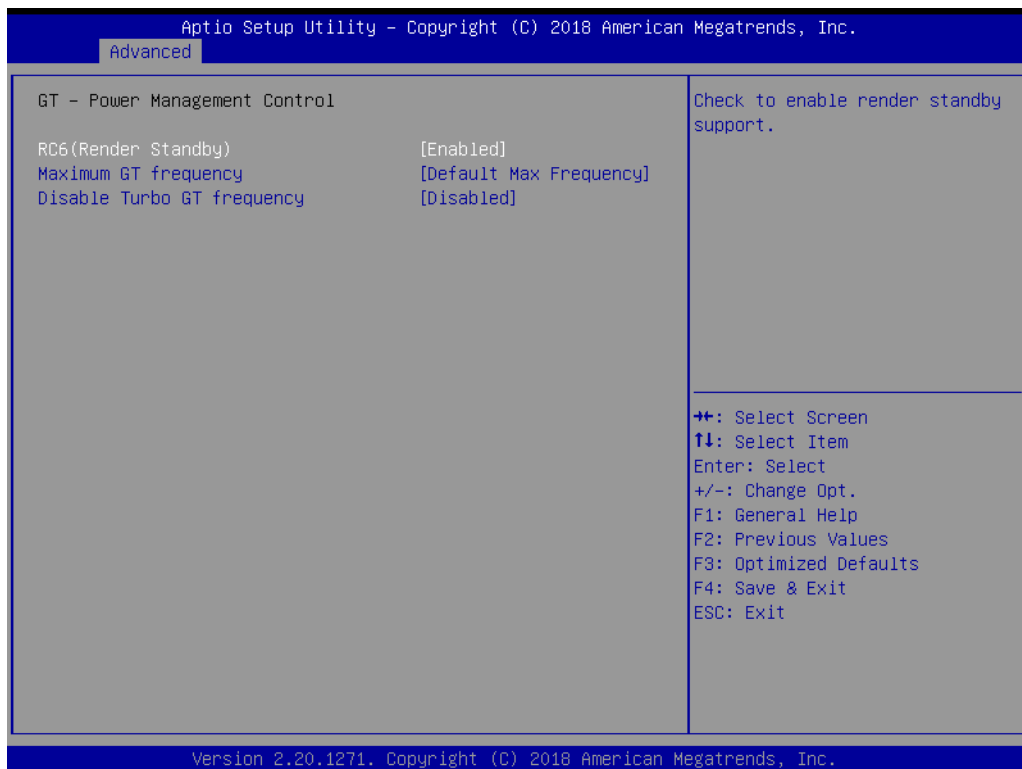 Aptio Setup Utility – Copyright (C) 2018 American Megatrends, Inc.
Advanced
GT – Power Management Control
RC6(Render Standby) [Enabled]
Maximum GT frequency [Default Max Frequency]
Disable Turbo GT frequency [Disabled]
Check to enable render standby
support.
→←: Select Screen
↑↓: Select Item
Enter: Select
+/-: Change Opt.
F1: General Help
F2: Previous Values
F3: Optimized Defaults
F4: Save & Exit
ESC: Exit
Version 2.20.1271. Copyright (C) 2018 American Megatrends, Inc.